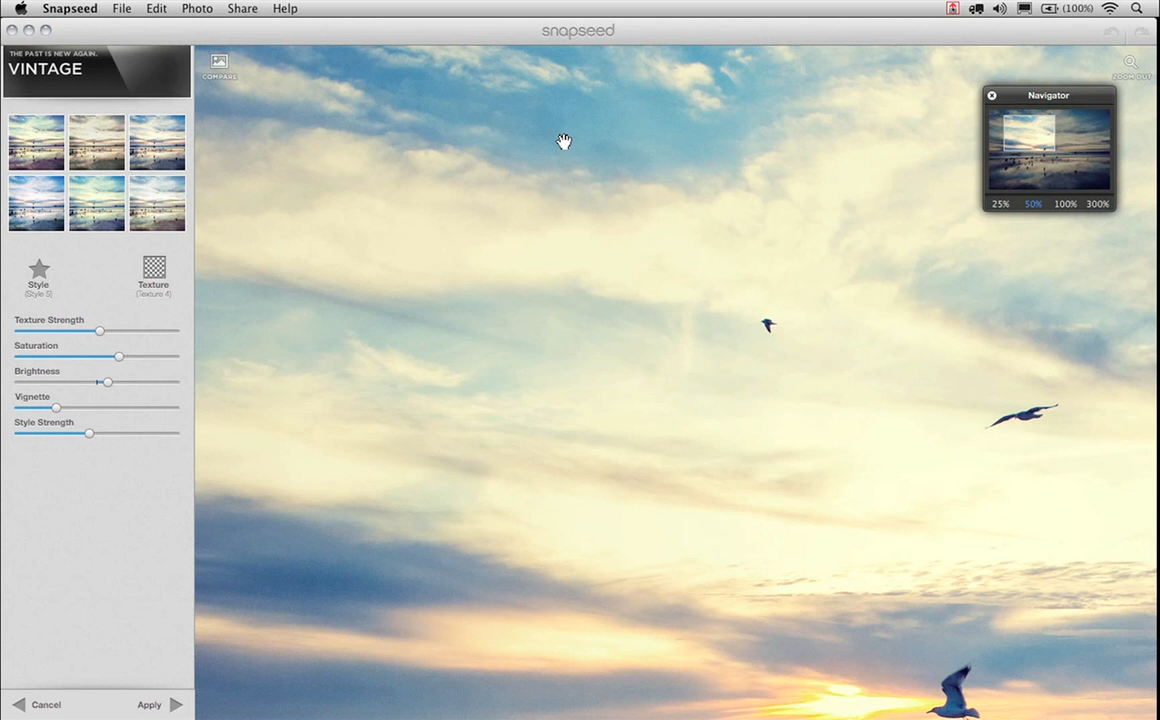 Snapseed File Edit Photo Share Help (100%)
snapseed
THE PAST IS NEW AGAIN.
VINTAGE
COMPARE
ZOOM OUT
Navigator
25% 50% 100% 300%
Style
(Style 5)
Texture
(Texture 4)
Texture Strength
Saturation
Brightness
Vignette
Style Strength
Cancel
Apply